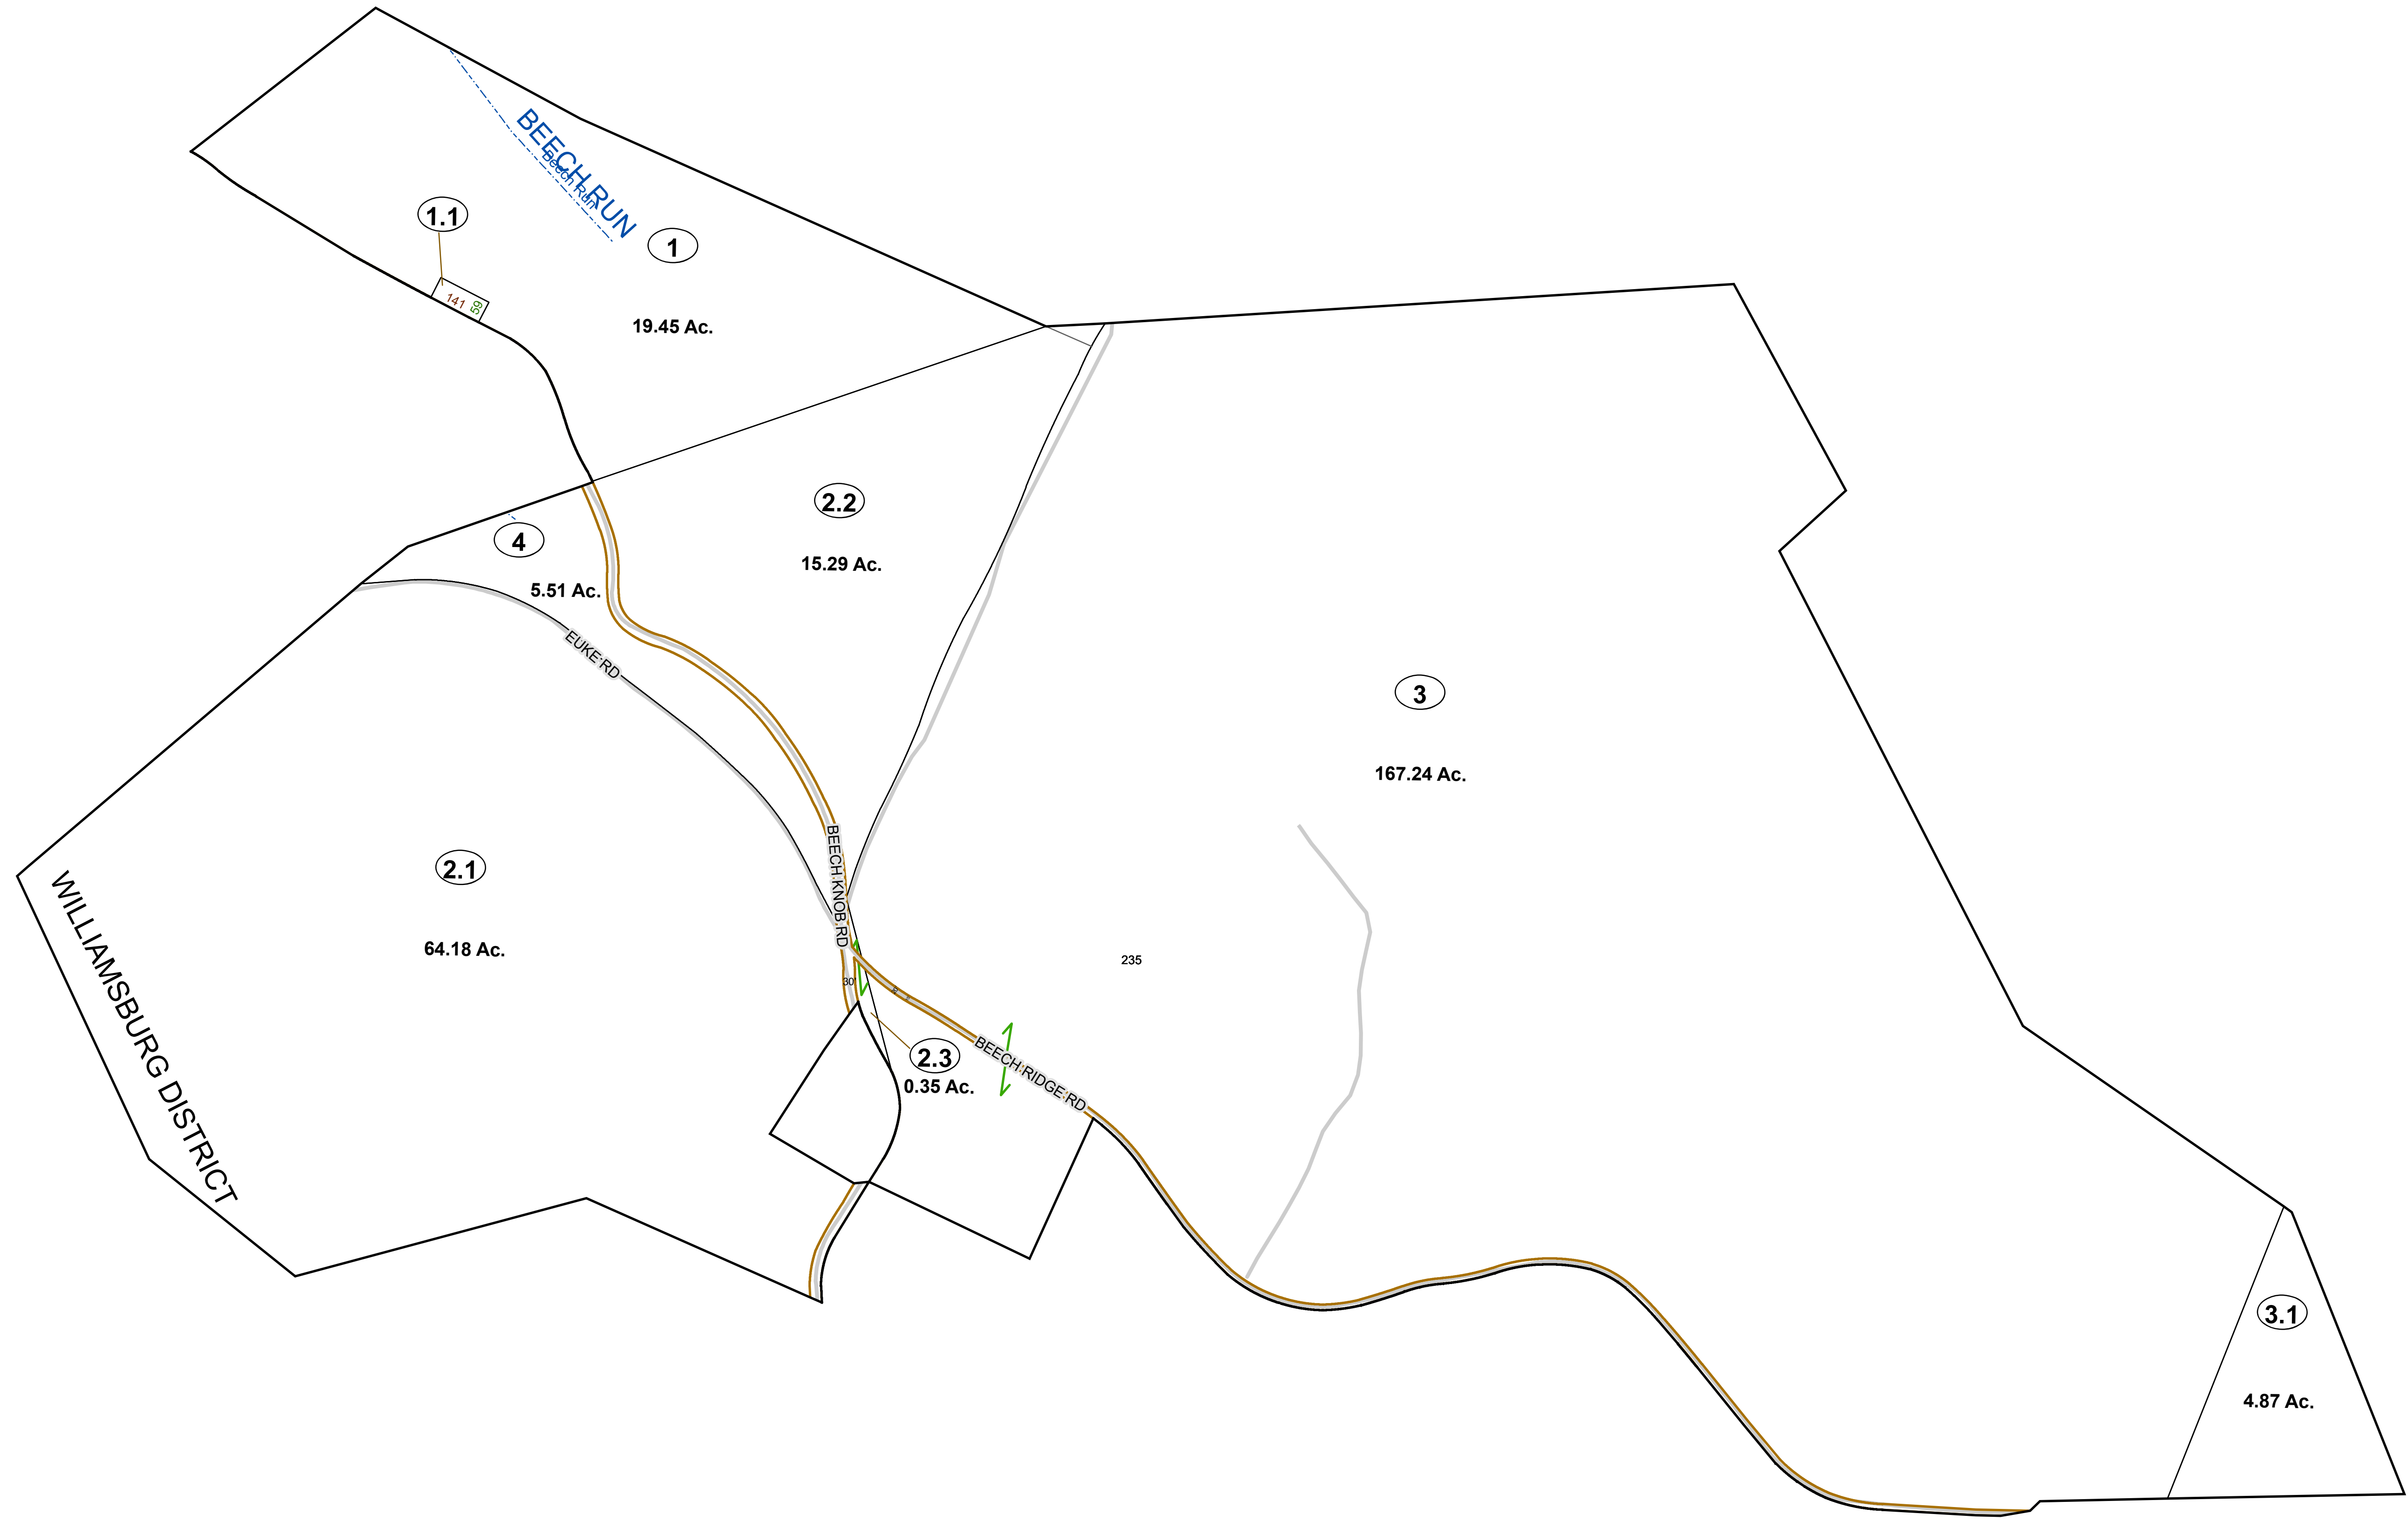 BEECH RUN
Beech Run
1.1
1
141
59
19.45 Ac.
2.2
4
15.29 Ac.
5.51 Ac.
EUKE RD
3
167.24 Ac.
BEECH KNOB RD
2.1
WILLIAMSBURG DISTRICT
64.18 Ac.
235
30'
2.3
BEECH RIDGE RD
0.35 Ac.
3.1
4.87 Ac.